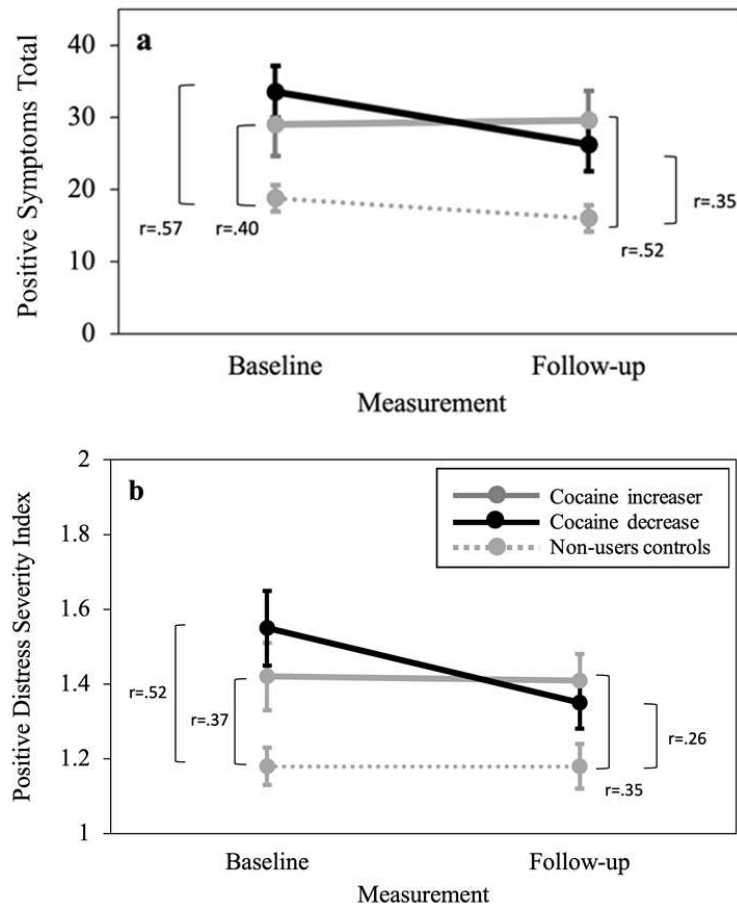 a
Positive Symptoms Total
40
30
20
10
0
r=.57
r=.40
r=.35
r=.52
Baseline
Follow-up
Measurement
b
Positive Distress Severity Index
2
1.8
1.6
1.4
1.2
1
Cocaine increaser
Cocaine decrease
Non-users controls
r=.52
r=.37
r=.26
r=.35
Baseline
Follow-up
Measurement